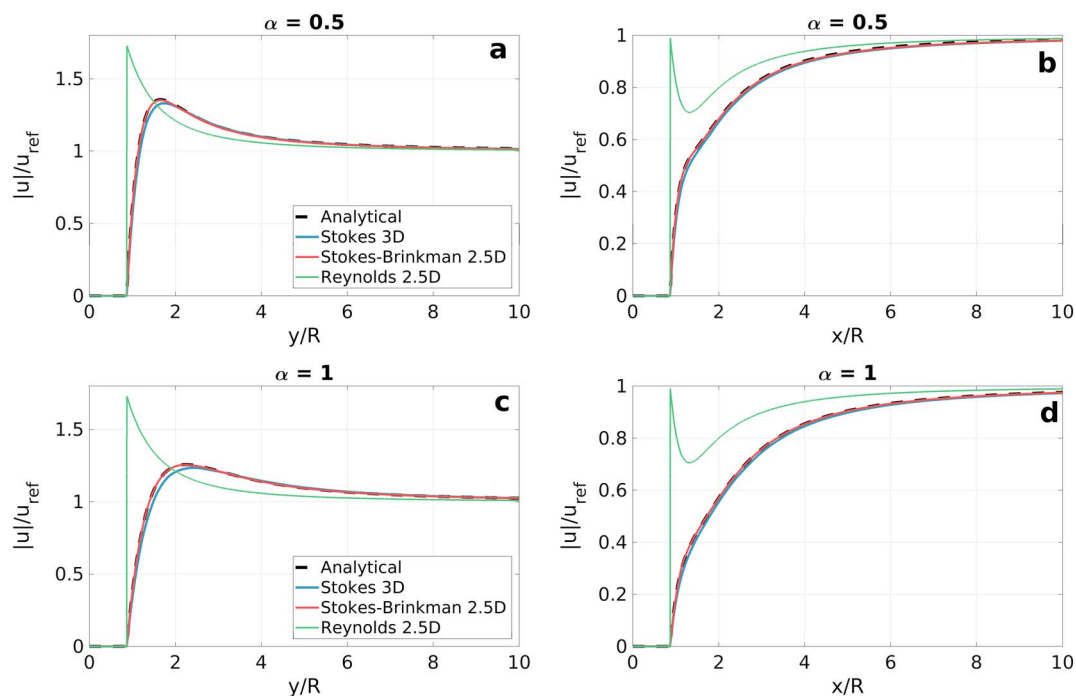 α = 0.5
a
|u|/u_ref
1.5
1
0.5
0
0 2 4 6 8 10
y/R
Analytical
Stokes 3D
Stokes-Brinkman 2.5D
Reynolds 2.5D
α = 0.5
b
|u|/u_ref
1
0.8
0.6
0.4
0.2
0
0 2 4 6 8 10
x/R
α = 1
c
|u|/u_ref
1.5
1
0.5
0
0 2 4 6 8 10
y/R
Analytical
Stokes 3D
Stokes-Brinkman 2.5D
Reynolds 2.5D
α = 1
d
|u|/u_ref
1
0.8
0.6
0.4
0.2
0
0 2 4 6 8 10
x/R